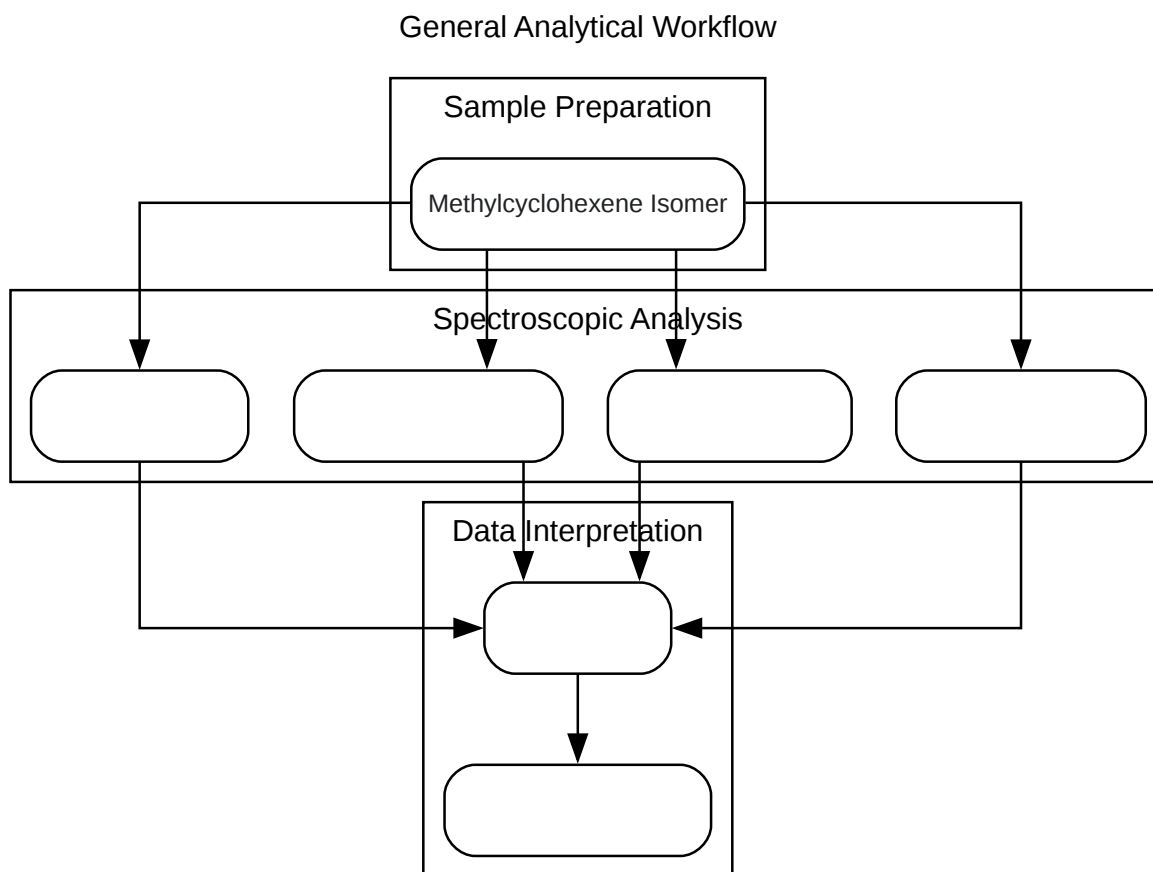 General Analytical Workflow
Sample Preparation
Methylcyclohexene Isomer
Spectroscopic Analysis
Data Interpretation